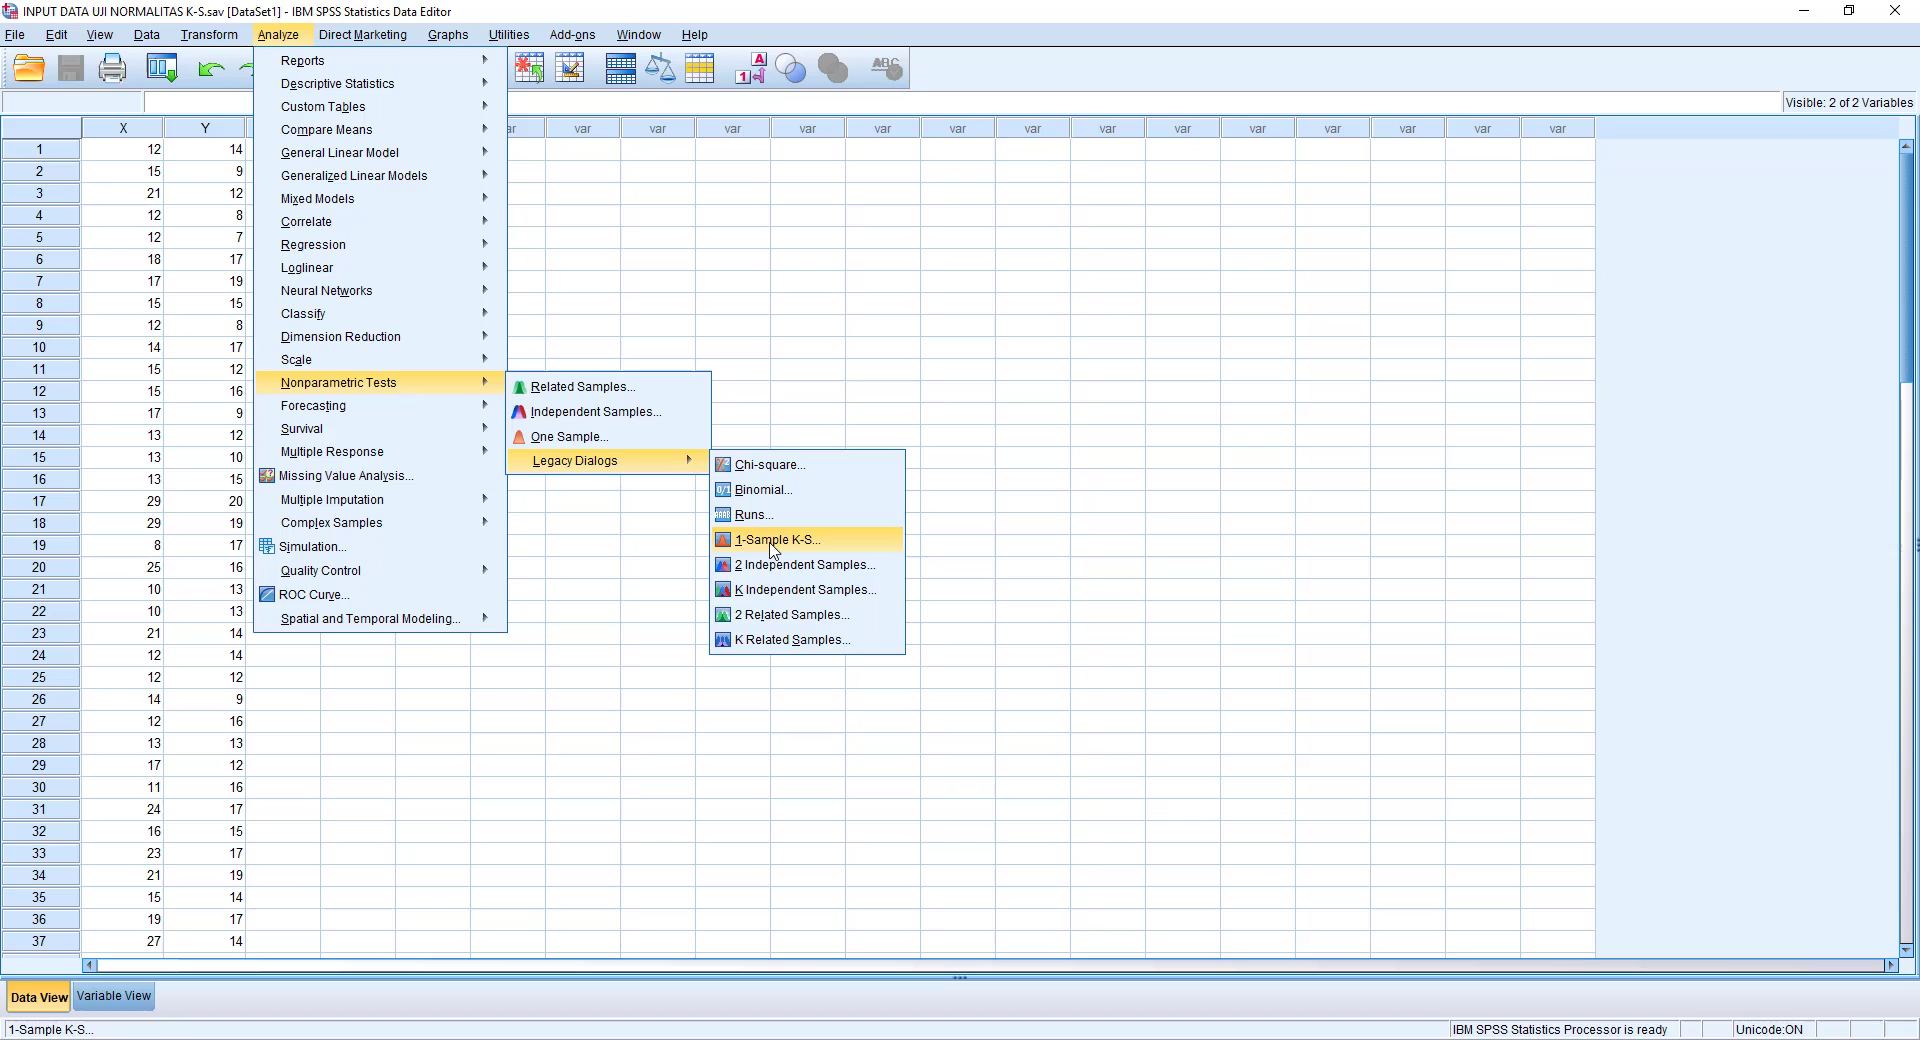 INPUT DATA UJI NORMALITAS K-S.sav [DataSet1] - IBM SPSS Statistics Data Editor
File Edit View Data Transform Analyze Direct Marketing Graphs Utilities Add-ons Window Help
Visible: 2 of 2 Variables
X Y var var var var var var var var var var var var var var
1 12 14
2 15 9
3 21 12
4 12 8
5 12 7
6 18 17
7 17 19
8 15 15
9 12 8
10 14 17
11 15 12
12 15 16
13 17 9
14 13 12
15 13 10
16 13 15
17 29 20
18 29 19
19 8 17
20 25 16
21 10 13
22 10 13
23 21 14
24 12 14
25 12 12
26 14 9
27 12 16
28 13 13
29 17 12
30 11 16
31 24 17
32 16 15
33 23 17
34 21 19
35 15 14
36 19 17
37 27 14
Reports
Descriptive Statistics
Custom Tables
Compare Means
General Linear Model
Generalized Linear Models
Mixed Models
Correlate
Regression
Loglinear
Neural Networks
Classify
Dimension Reduction
Scale
Nonparametric Tests
Forecasting
Survival
Multiple Response
Missing Value Analysis...
Multiple Imputation
Complex Samples
Simulation...
Quality Control
ROC Curve...
Spatial and Temporal Modeling...
Related Samples...
Independent Samples...
One Sample...
Legacy Dialogs
Chi-square...
Binomial...
Runs...
1-Sample K-S...
2 Independent Samples...
K Independent Samples...
2 Related Samples...
K Related Samples...
Data View Variable View
1-Sample K-S... IBM SPSS Statistics Processor is ready Unicode:ON